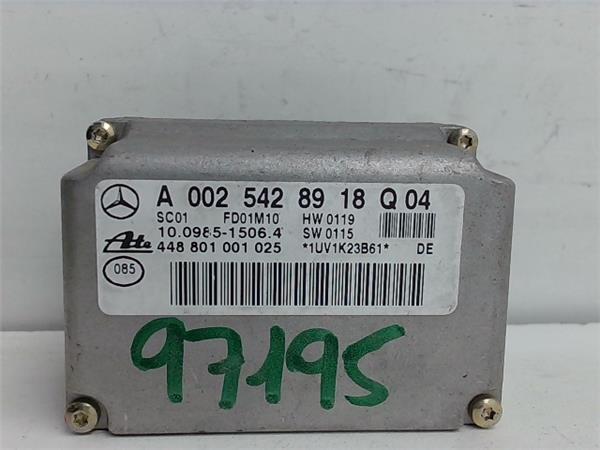 A 002 542 89 18 Q 04
SC01 FD01M10 HW 0119
Ate 10.0985-1506.4 SW 0115
448 801 001 025 *1UV1K23B61* DE
085
97195